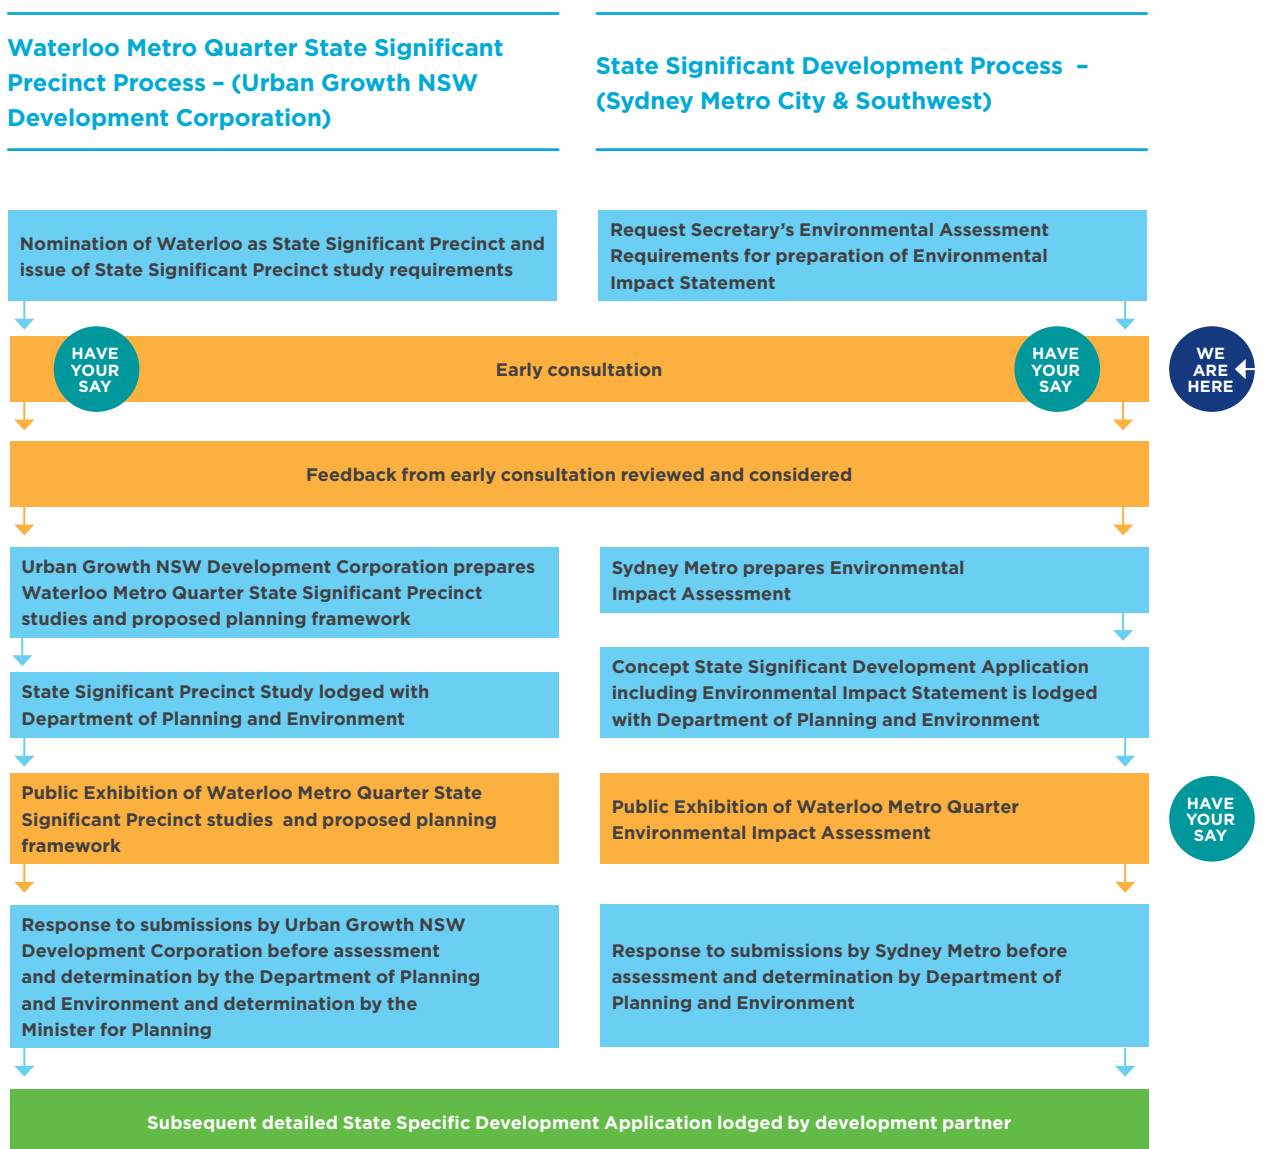 Waterloo Metro Quarter State Significant
Precinct Process – (Urban Growth NSW
Development Corporation)
State Significant Development Process –
(Sydney Metro City & Southwest)
Nomination of Waterloo as State Significant Precinct and
issue of State Significant Precinct study requirements
Request Secretary’s Environmental Assessment
Requirements for preparation of Environmental
Impact Statement
HAVE
YOUR
SAY
Early consultation
HAVE
YOUR
SAY
WE
ARE
HERE
Feedback from early consultation reviewed and considered
Urban Growth NSW Development Corporation prepares
Waterloo Metro Quarter State Significant Precinct
studies and proposed planning framework
Sydney Metro prepares Environmental
Impact Assessment
State Significant Precinct Study lodged with
Department of Planning and Environment
Concept State Significant Development Application
including Environmental Impact Statement is lodged
with Department of Planning and Environment
Public Exhibition of Waterloo Metro Quarter State
Significant Precinct studies and proposed planning
framework
Public Exhibition of Waterloo Metro Quarter
Environmental Impact Assessment
HAVE
YOUR
SAY
Response to submissions by Urban Growth NSW
Development Corporation before assessment
and determination by the Department of Planning
and Environment and determination by the
Minister for Planning
Response to submissions by Sydney Metro before
assessment and determination by Department of
Planning and Environment
Subsequent detailed State Specific Development Application lodged by development partner